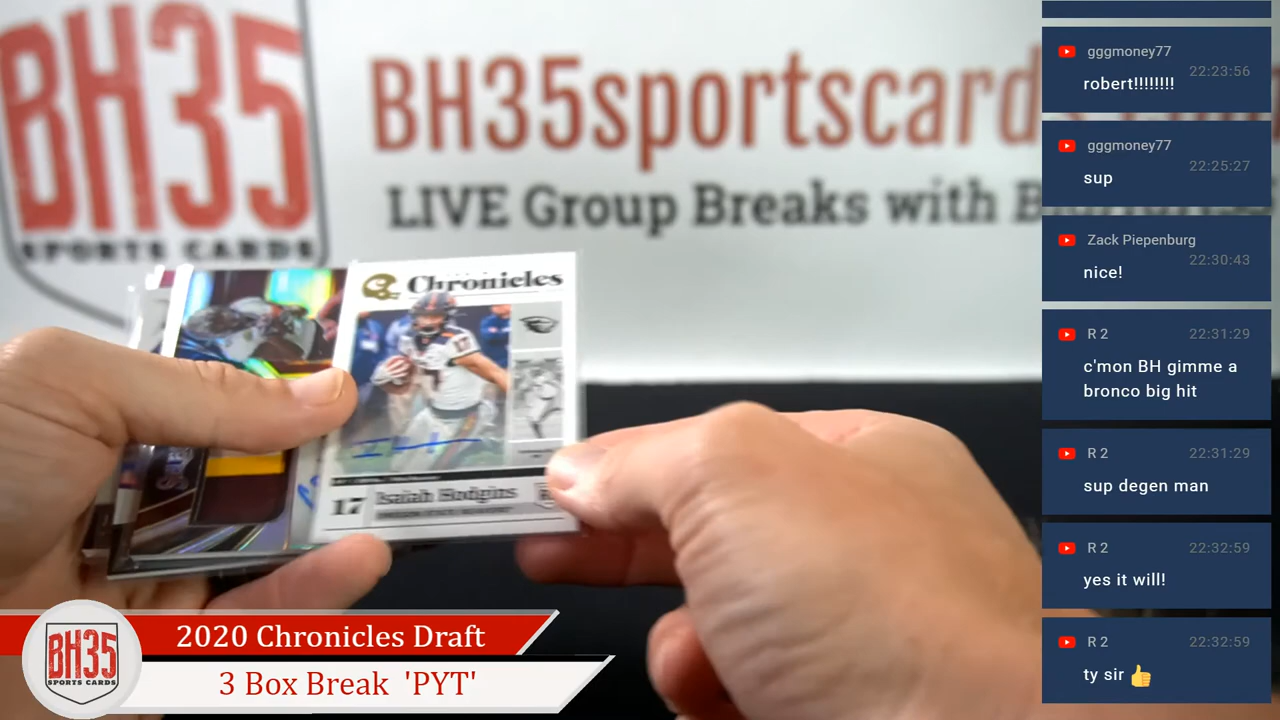 BH35
SPORTS CARDS
BH35sportscard
LIVE Group Breaks with
Chronicles
17
Isaiah Hodgins
2020 Chronicles Draft
3 Box Break 'PYT'
BH35
SPORTS CARDS
gggmoney77
22:23:56
robert!!!!!!!!
gggmoney77
22:25:27
sup
Zack Piepenburg
22:30:43
nice!
R 2
22:31:29
c'mon BH gimme a
bronco big hit
R 2
22:31:29
sup degen man
R 2
22:32:59
yes it will!
R 2
22:32:59
ty sir 👍